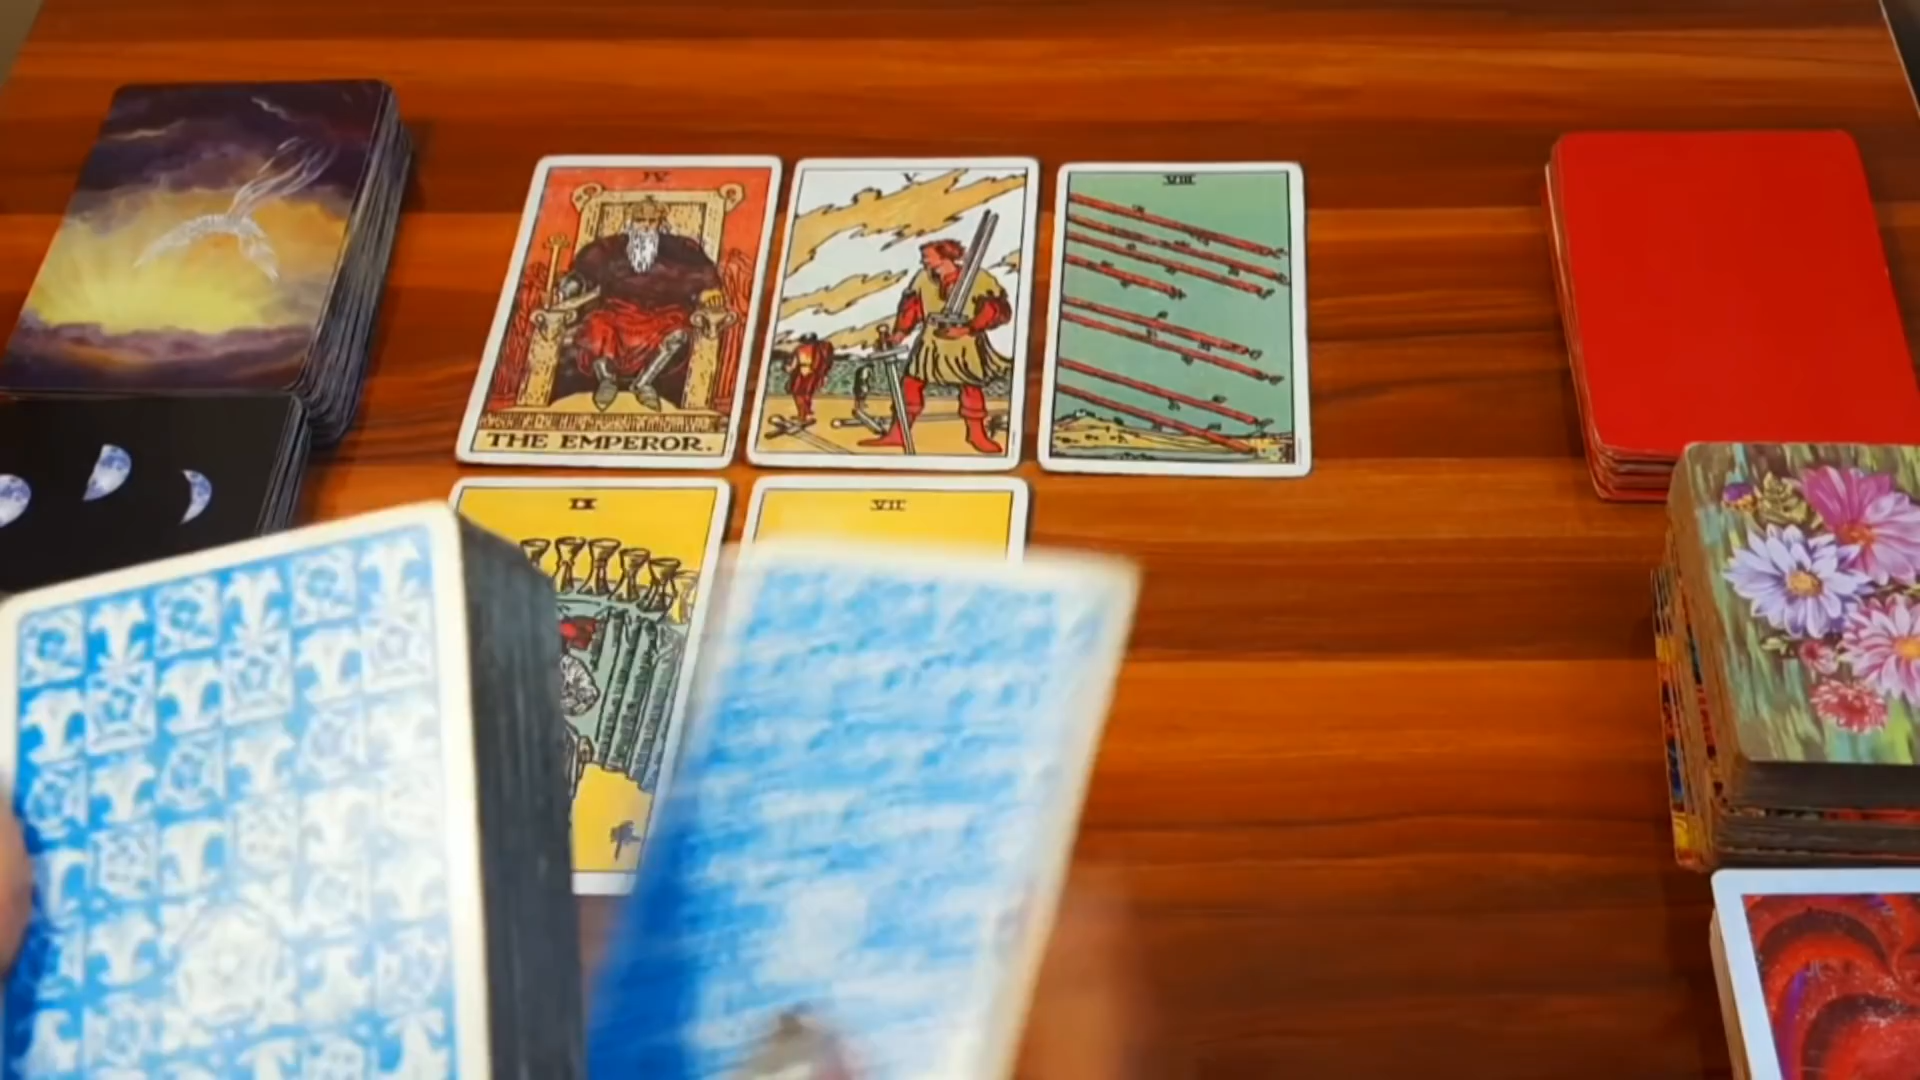 IV
V
VIII
THE EMPEROR.
IX
VII